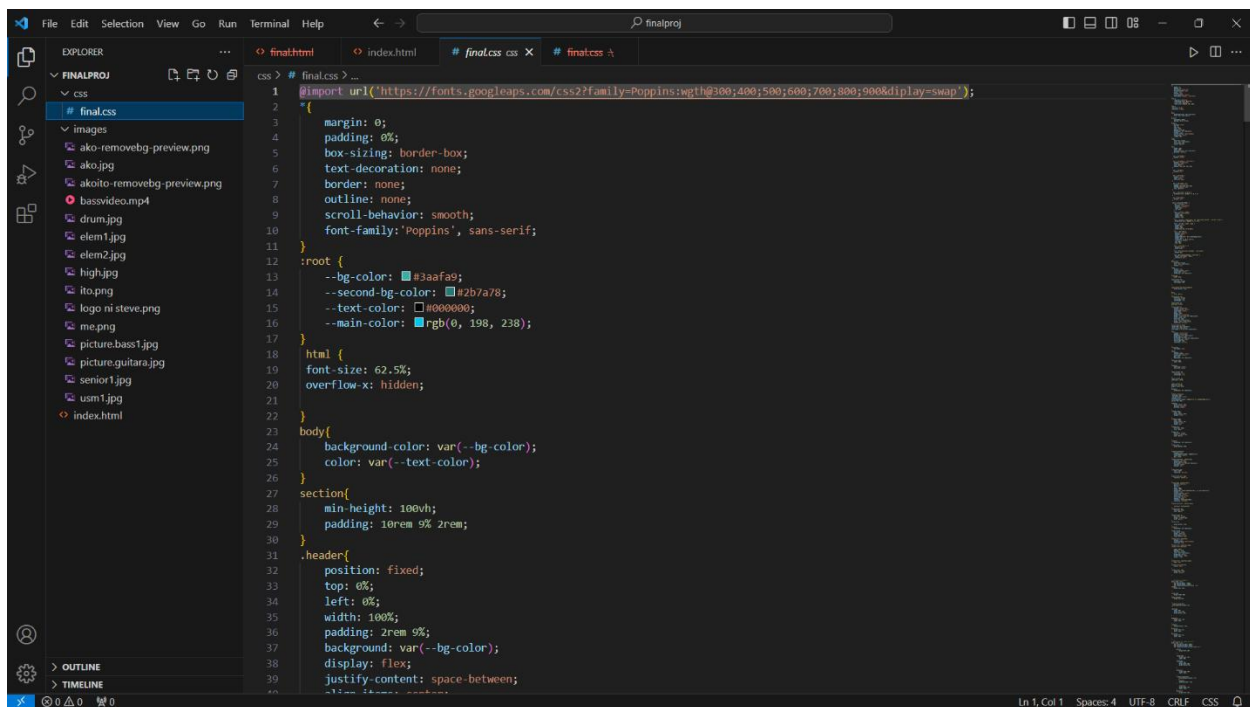 File Edit Selection View Go Run Terminal Help
finalproj
EXPLORER
final.html
index.html
# final.css css
# final.css
FINALPROJ
css > # final.css > ...
css
# final.css
images
ako-removebg-preview.png
ako.jpg
akoito-removebg-preview.png
bassvideo.mp4
drum.jpg
elem1.jpg
elem2.jpg
high.jpg
ito.png
logo ni steve.png
me.png
picture.bass1.jpg
picture.guitara.jpg
senior1.jpg
usm1.jpg
index.html
OUTLINE
TIMELINE
1 @import url('https://fonts.googleaps.com/css2?family=Poppins:wgth@300;400;500;600;700;800;900&diplay=swap');
2 *{
3 margin: 0;
4 padding: 0%;
5 box-sizing: border-box;
6 text-decoration: none;
7 border: none;
8 outline: none;
9 scroll-behavior: smooth;
10 font-family:'Poppins', sans-serif;
11 }
12 :root {
13 --bg-color: #3aafa9;
14 --second-bg-color: #2b7a78;
15 --text-color: #000000;
16 --main-color: rgb(0, 198, 238);
17 }
18 html {
19 font-size: 62.5%;
20 overflow-x: hidden;
21
22 }
23 body{
24 background-color: var(--bg-color);
25 color: var(--text-color);
26 }
27 section{
28 min-height: 100vh;
29 padding: 10rem 9% 2rem;
30 }
31 .header{
32 position: fixed;
33 top: 0%;
34 left: 0%;
35 width: 100%;
36 padding: 2rem 9%;
37 background: var(--bg-color);
38 display: flex;
39 justify-content: space-between;
0 0 0
Ln 1, Col 1 Spaces: 4 UTF-8 CRLF CSS